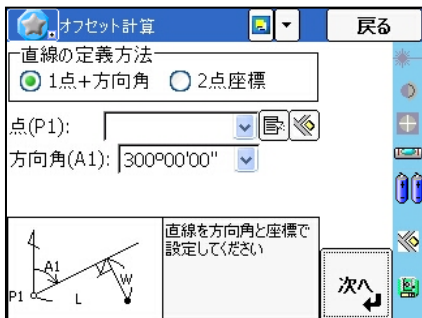 オフセット計算
戻る
直線の定義方法
1点+方向角 2点座標
点(P1):
方向角(A1): 300º00'00"
直線を方向角と座標で
設定してください
A1
W
P1 L
次へ